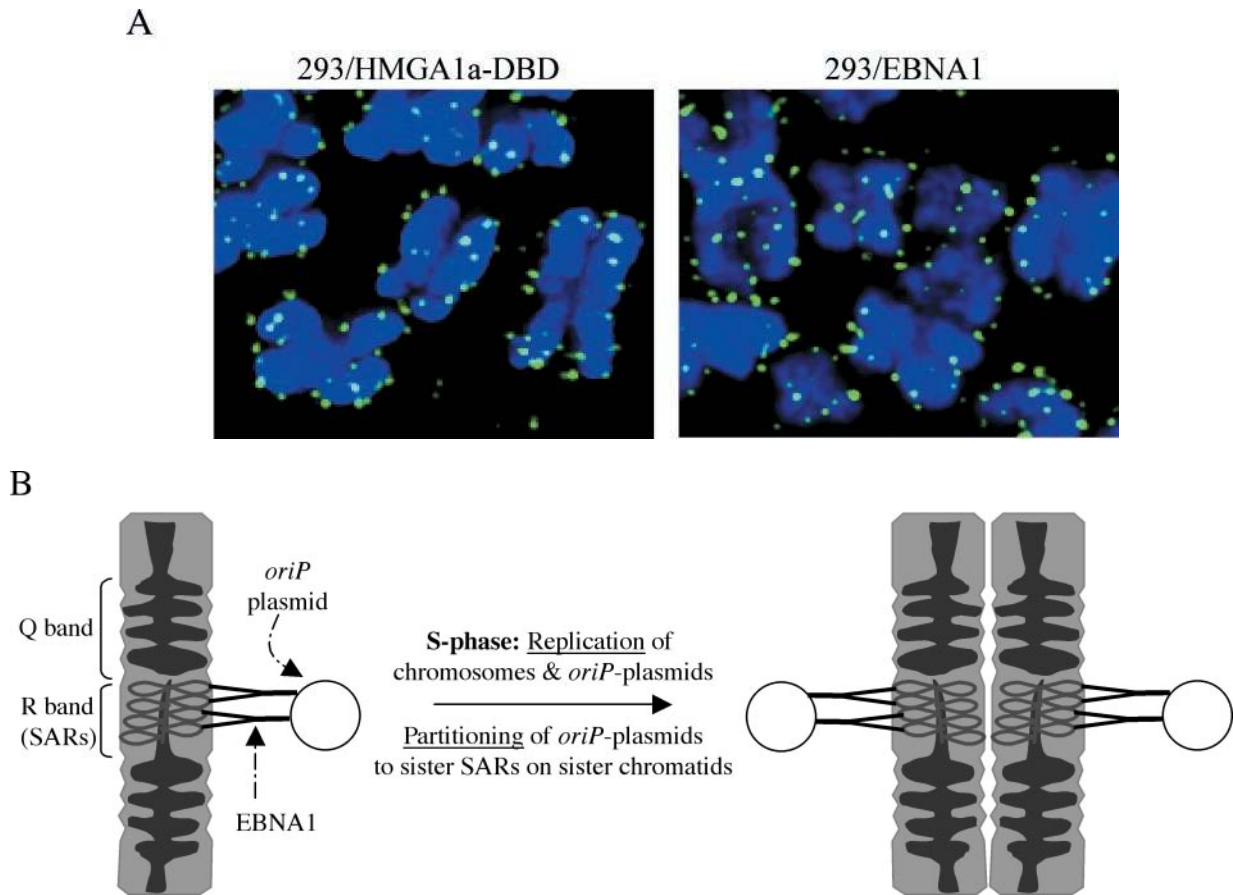 A
293/HMGA1a-DBD
293/EBNA1
B
Q band
R band
(SARs)
oriP
plasmid
EBNA1
S-phase: Replication of
chromosomes & oriP-plasmids
Partitioning of oriP-plasmids
to sister SARs on sister chromatids